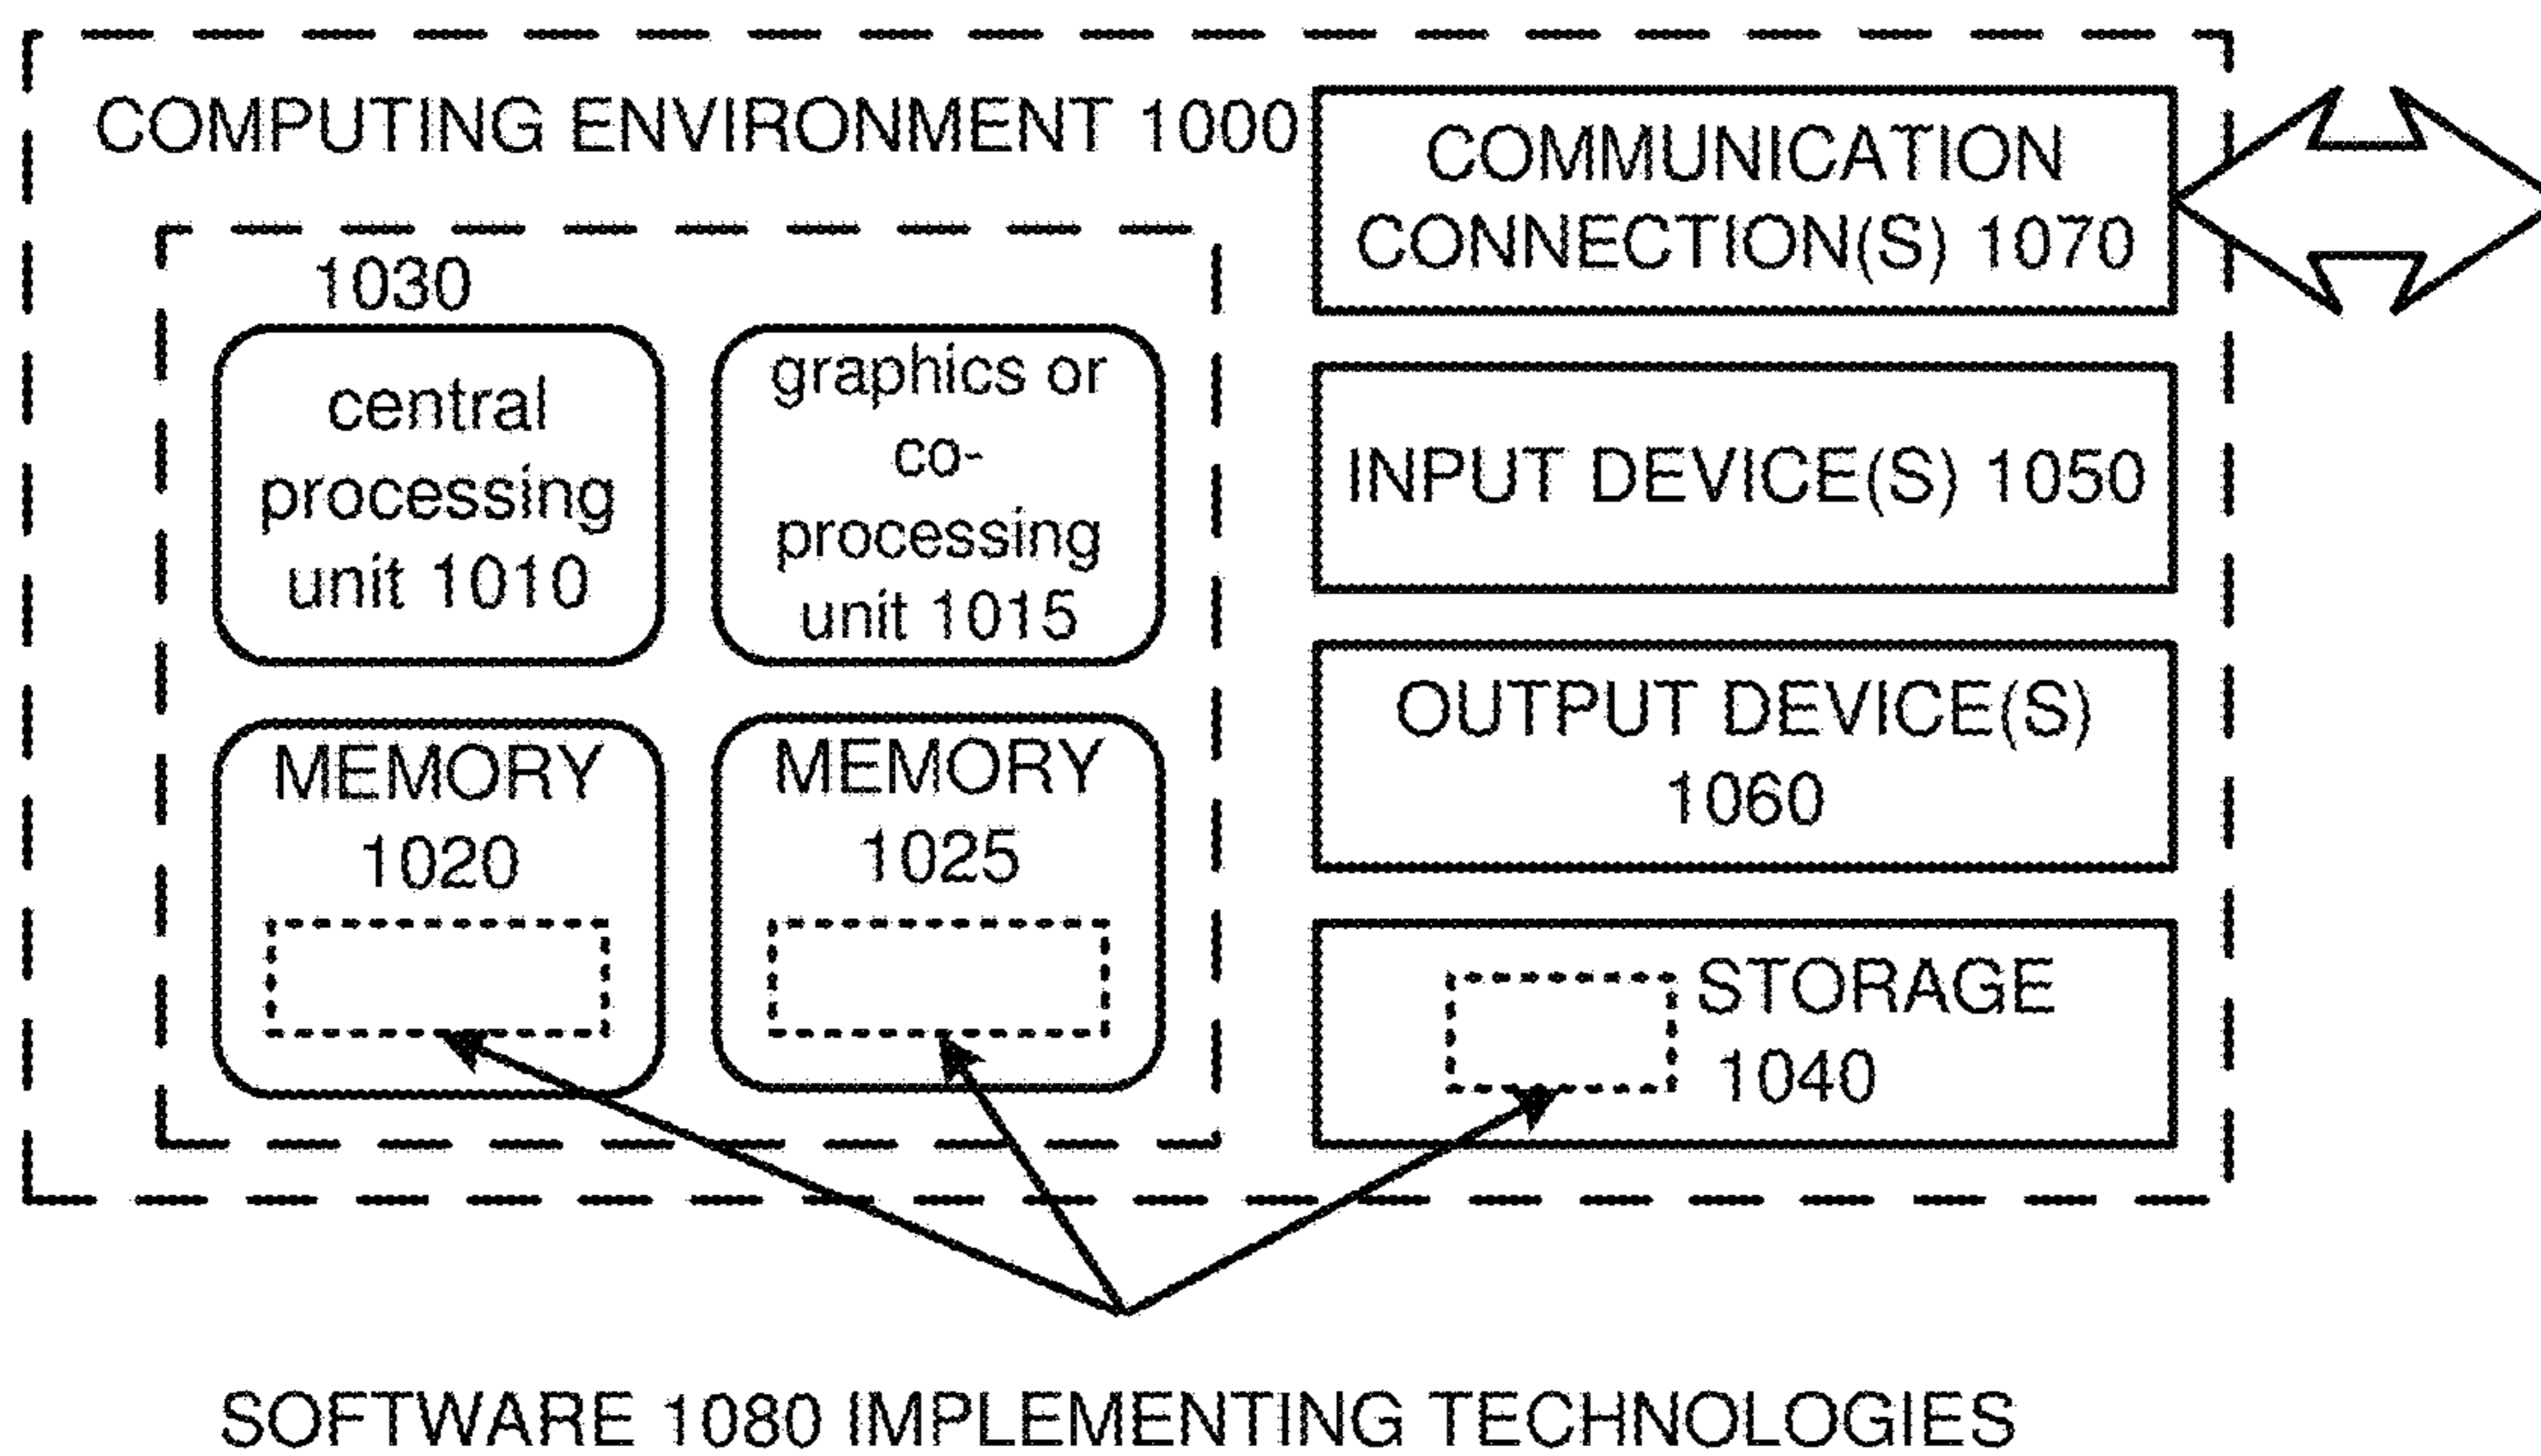 COMPUTING ENVIRONMENT 1000
1030
central
processing
unit 1010
graphics or
co-
processing
unit 1015
MEMORY
1020
MEMORY
1025
COMMUNICATION
CONNECTION(S) 1070
INPUT DEVICE(S) 1050
OUTPUT DEVICE(S)
1060
STORAGE
1040
SOFTWARE 1080 IMPLEMENTING TECHNOLOGIES